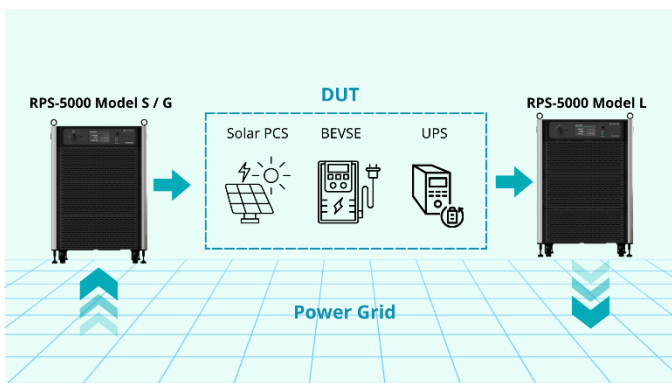 DUT
RPS-5000 Model S / G
RPS-5000 Model L
Solar PCS
BEVSE
UPS
Power Grid